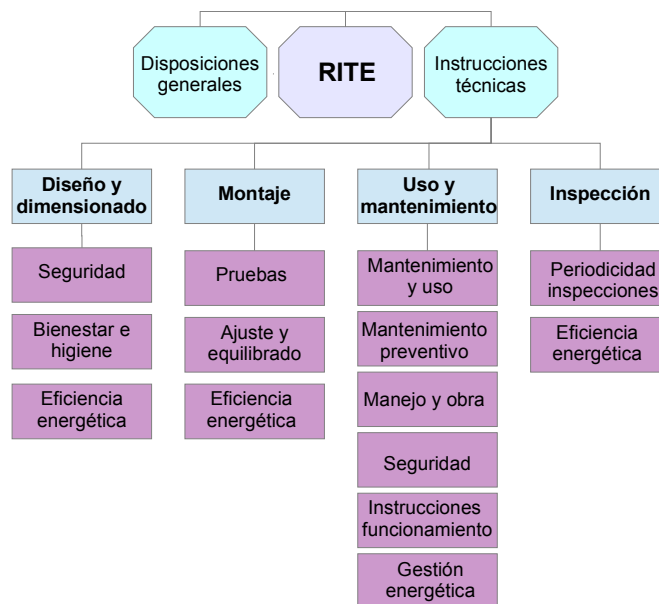 Disposiciones
generales
RITE
Instrucciones
técnicas
Diseño y
dimensionado
Montaje
Uso y
mantenimiento
Inspección
Seguridad
Bienestar e
higiene
Eficiencia
energética
Pruebas
Ajuste y
equilibrado
Eficiencia
energética
Mantenimiento
y uso
Mantenimiento
preventivo
Manejo y obra
Seguridad
Instrucciones
funcionamiento
Gestión
energética
Periodicidad
inspecciones
Eficiencia
energética